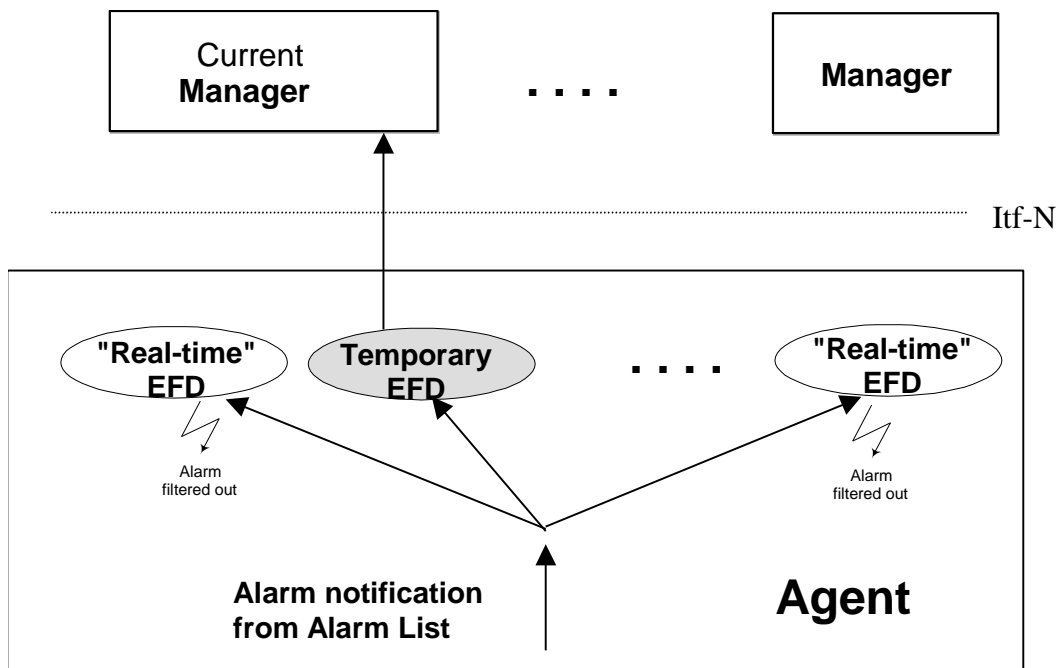 Current
Manager
. . . .
Manager
Itf-N
"Real-time"
EFD
Temporary
EFD
. . . .
"Real-time"
EFD
Alarm
filtered out
Alarm
filtered out
Alarm notification
from Alarm List
Agent